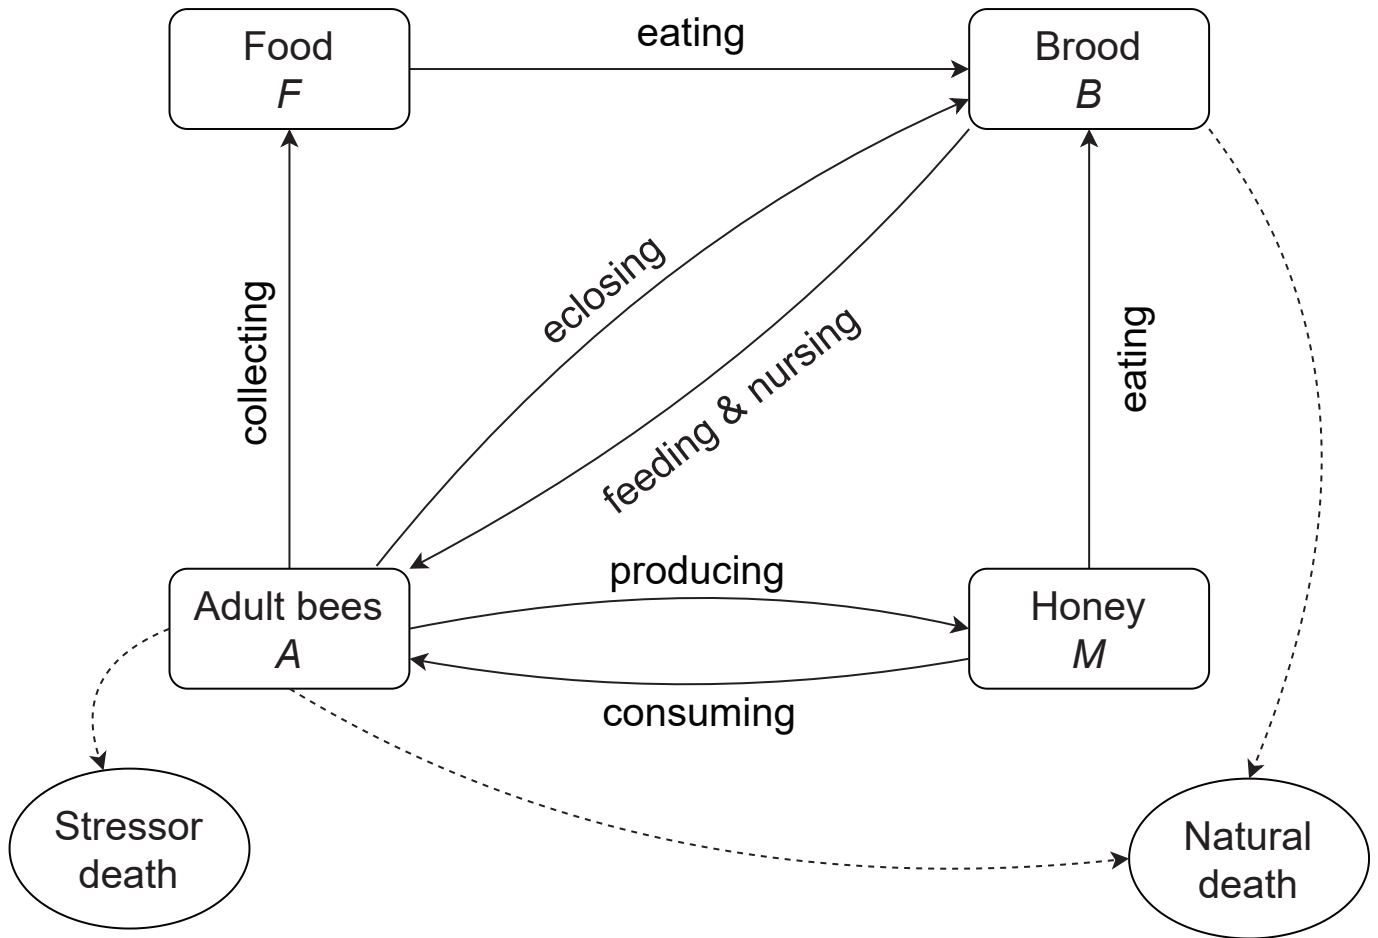 Food
F
eating
Brood
B
eclosing
collecting
feeding & nursing
eating
producing
Adult bees
A
Honey
M
consuming
Stressor
death
Natural
death